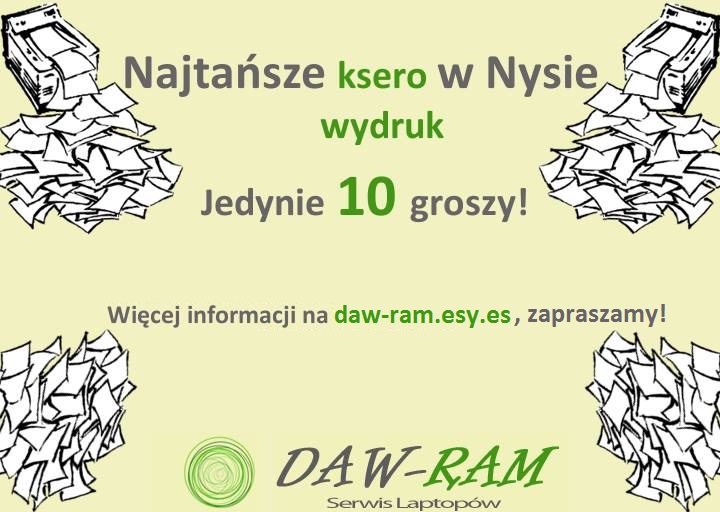 Najtańsze ksero w Nysie
wydruk
Jedynie 10 groszy!
Więcej informacji na daw-ram.esy.es, zapraszamy!
DAW-RAM
Serwis Laptopów